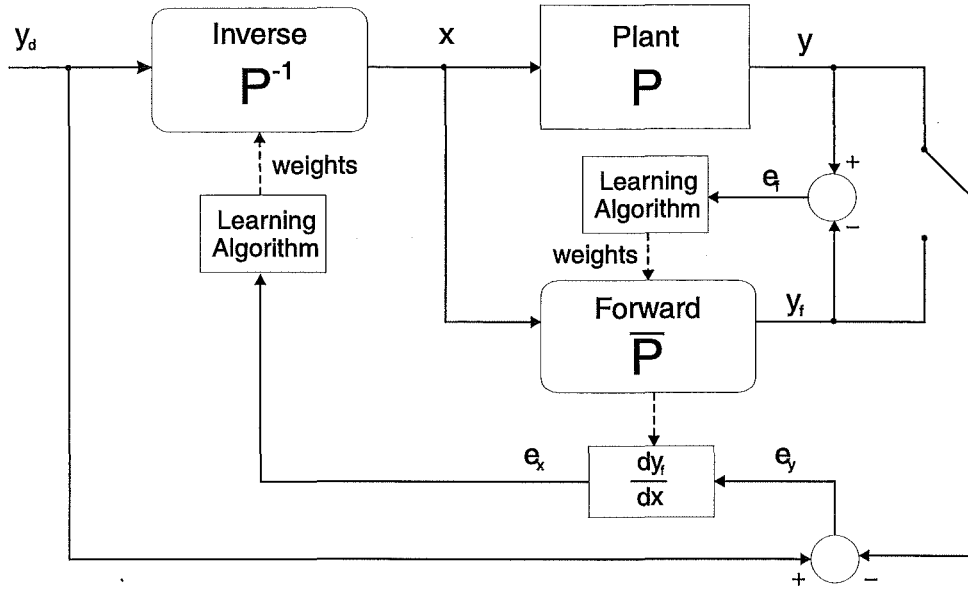 y_d
Inverse
P⁻¹
x
Plant
P
y
weights
+
Learning
Algorithm
e_f
−
Learning
Algorithm
weights
Forward
P̅
y_f
e_x
dy_f
dx
e_y
+
−